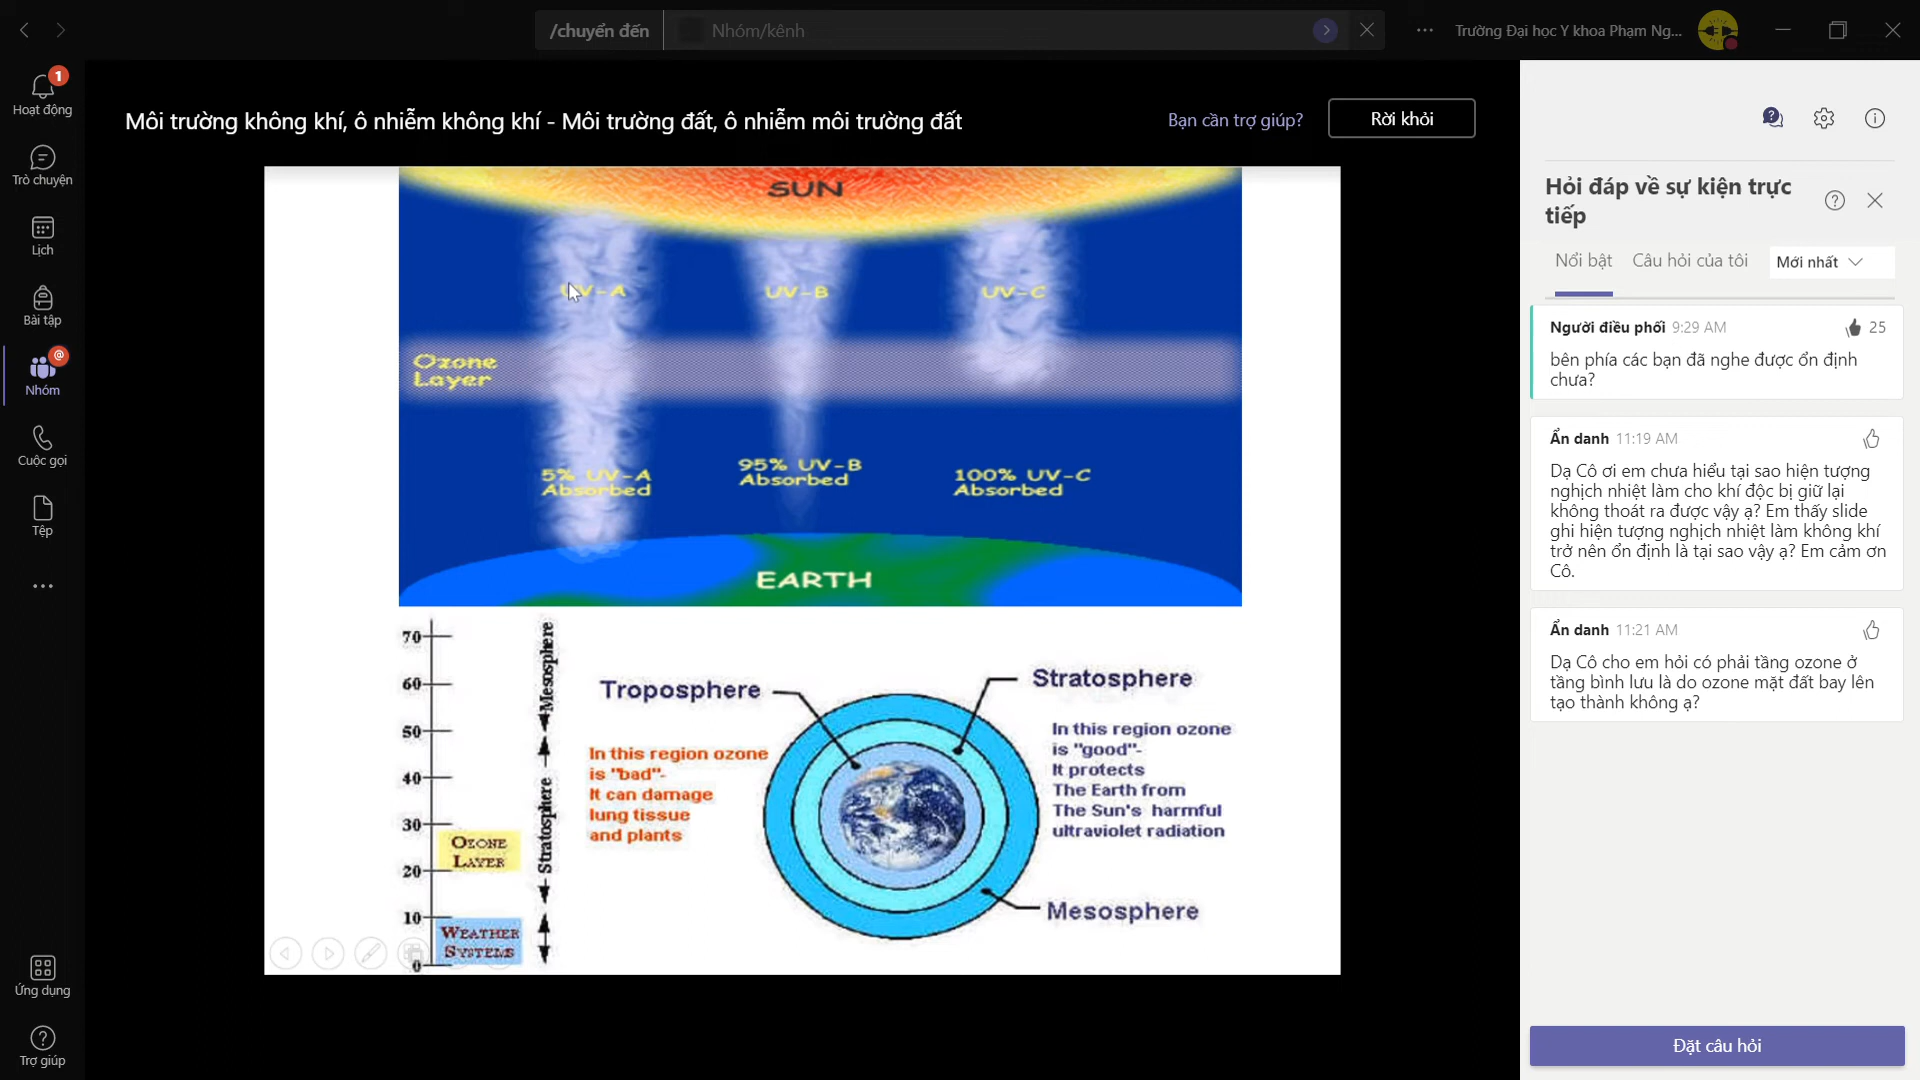 /chuyển đến
Nhóm/kênh
Trường Đại học Y khoa Phạm Ng...
1
Hoạt động
Trò chuyện
Lịch
Bài tập
@
Nhóm
Cuộc gọi
Tệp
Ứng dụng
Trợ giúp
Môi trường không khí, ô nhiễm không khí - Môi trường đất, ô nhiễm môi trường đất
Bạn cần trợ giúp?
Rời khỏi
SUN
UV-A
UV-B
UV-C
Ozone
Layer
5% UV-A
Absorbed
95% UV-B
Absorbed
100% UV-C
Absorbed
EARTH
70
60
50
40
30
20
10
0
OZONE
LAYER
WEATHER
SYSTEMS
Mesosphere
Stratosphere
Troposphere
In this region ozone
is "bad"-
It can damage
lung tissue
and plants
Stratosphere
In this region ozone
is "good"-
It protects
The Earth from
The Sun's harmful
ultraviolet radiation
Mesosphere
Hỏi đáp về sự kiện trực
tiếp
Nổi bật
Câu hỏi của tôi
Mới nhất
Người điều phối 9:29 AM
25
bên phía các bạn đã nghe được ổn định
chưa?
Ẩn danh 11:19 AM
Dạ Cô ơi em chưa hiểu tại sao hiện tượng
nghịch nhiệt làm cho khí độc bị giữ lại
không thoát ra được vậy ạ? Em thấy slide
ghi hiện tượng nghịch nhiệt làm không khí
trở nên ổn định là tại sao vậy ạ? Em cảm ơn
Cô.
Ẩn danh 11:21 AM
Dạ Cô cho em hỏi có phải tầng ozone ở
tầng bình lưu là do ozone mặt đất bay lên
tạo thành không ạ?
Đặt câu hỏi